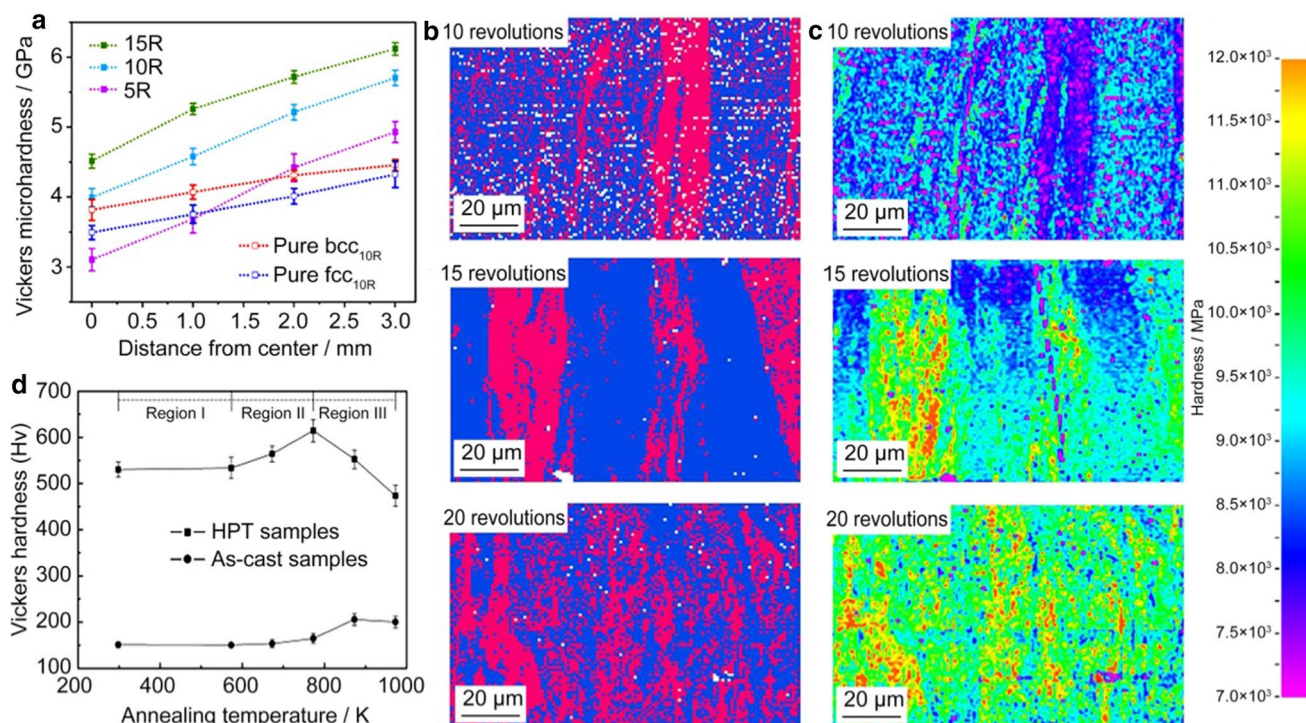 a
Vickers microhardness / GPa
6
5
4
3
15R
10R
5R
Pure bcc10R
Pure fcc10R
0 0.5 1.0 1.5 2.0 2.5 3.0
Distance from center / mm
b
10 revolutions
20 µm
15 revolutions
20 µm
20 revolutions
20 µm
c
10 revolutions
20 µm
15 revolutions
20 µm
20 revolutions
20 µm
Hardness / MPa
12.0×10³
11.5×10³
11.0×10³
10.5×10³
10.0×10³
9.5×10³
9.0×10³
8.5×10³
8.0×10³
7.5×10³
7.0×10³
d
Vickers hardness (Hv)
700
600
500
400
300
200
100
Region I Region II Region III
HPT samples
As-cast samples
200 400 600 800 1000
Annealing temperature / K